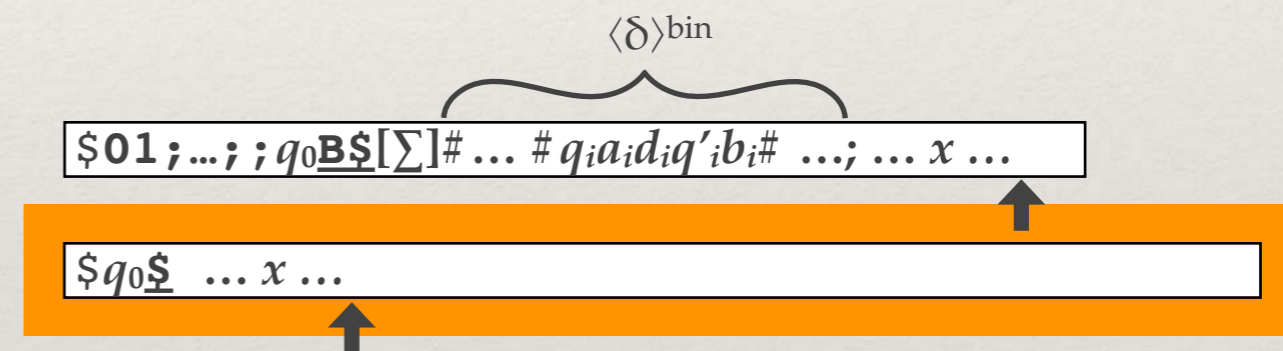 ⟨δ⟩bin
$01;…;;q0B$[∑]# … #qiaidiq′ibi# …; … x …
$q0$ … x …